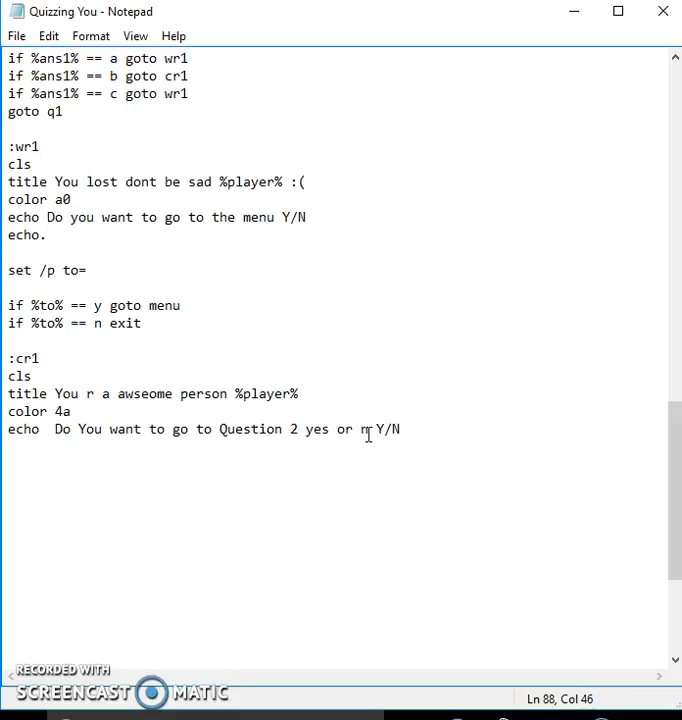 Quizzing You - Notepad
File Edit Format View Help
if %ans1% == a goto wr1
if %ans1% == b goto cr1
if %ans1% == c goto wr1
goto q1
:wr1
cls
title You lost dont be sad %player% :(
color a0
echo Do you want to go to the menu Y/N
echo.
set /p to=
if %to% == y goto menu
if %to% == n exit
:cr1
cls
title You r a awseome person %player%
color 4a
echo  Do You want to go to Question 2 yes or n Y/N
RECORDED WITH
SCREENCAST MATIC
Ln 88, Col 46